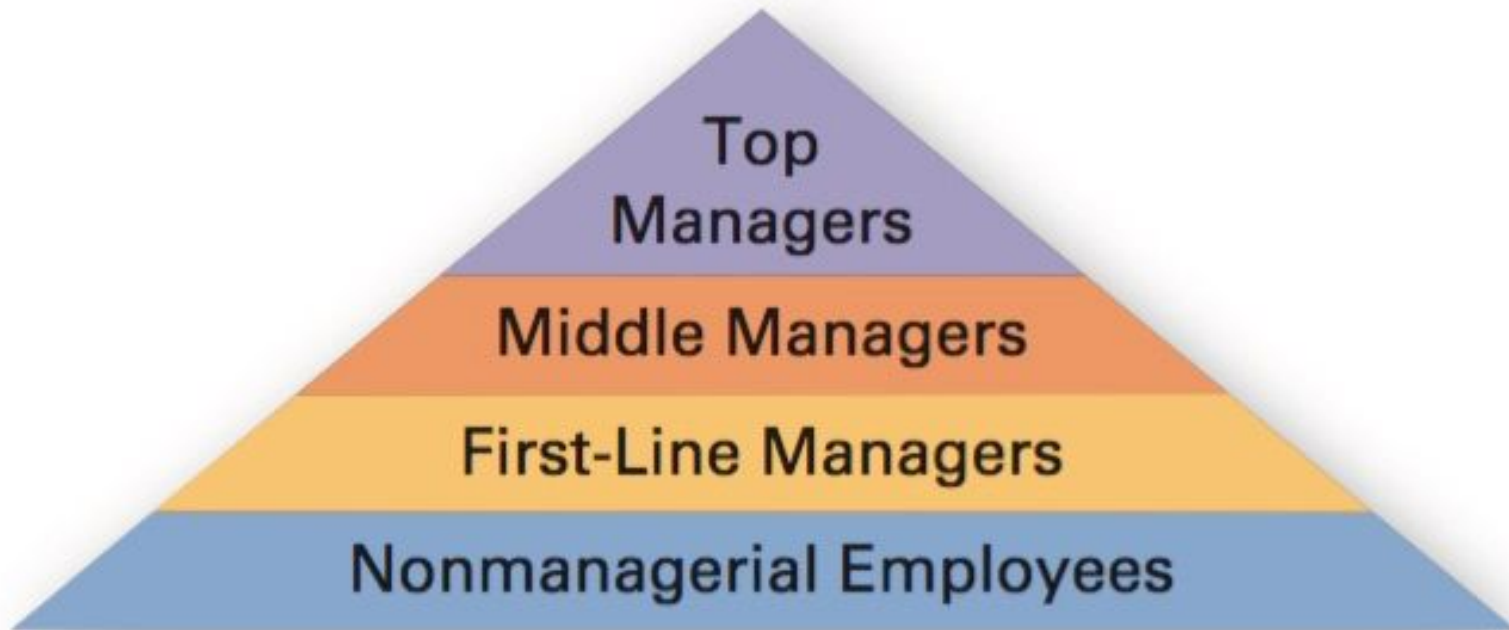 Top
Managers
Middle Managers
First-Line Managers
Nonmanagerial Employees